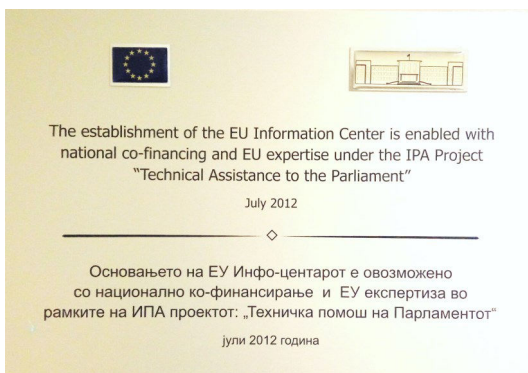 The establishment of the EU Information Center is enabled with
national co-financing and EU expertise under the IPA Project
“Technical Assistance to the Parliament”
July 2012
Основањето на ЕУ Инфо-центарот е овозможено
со национално ко-финансирање и ЕУ експертиза во
рамките на ИПА проектот: „Техничка помош на Парламентот“
јули 2012 година